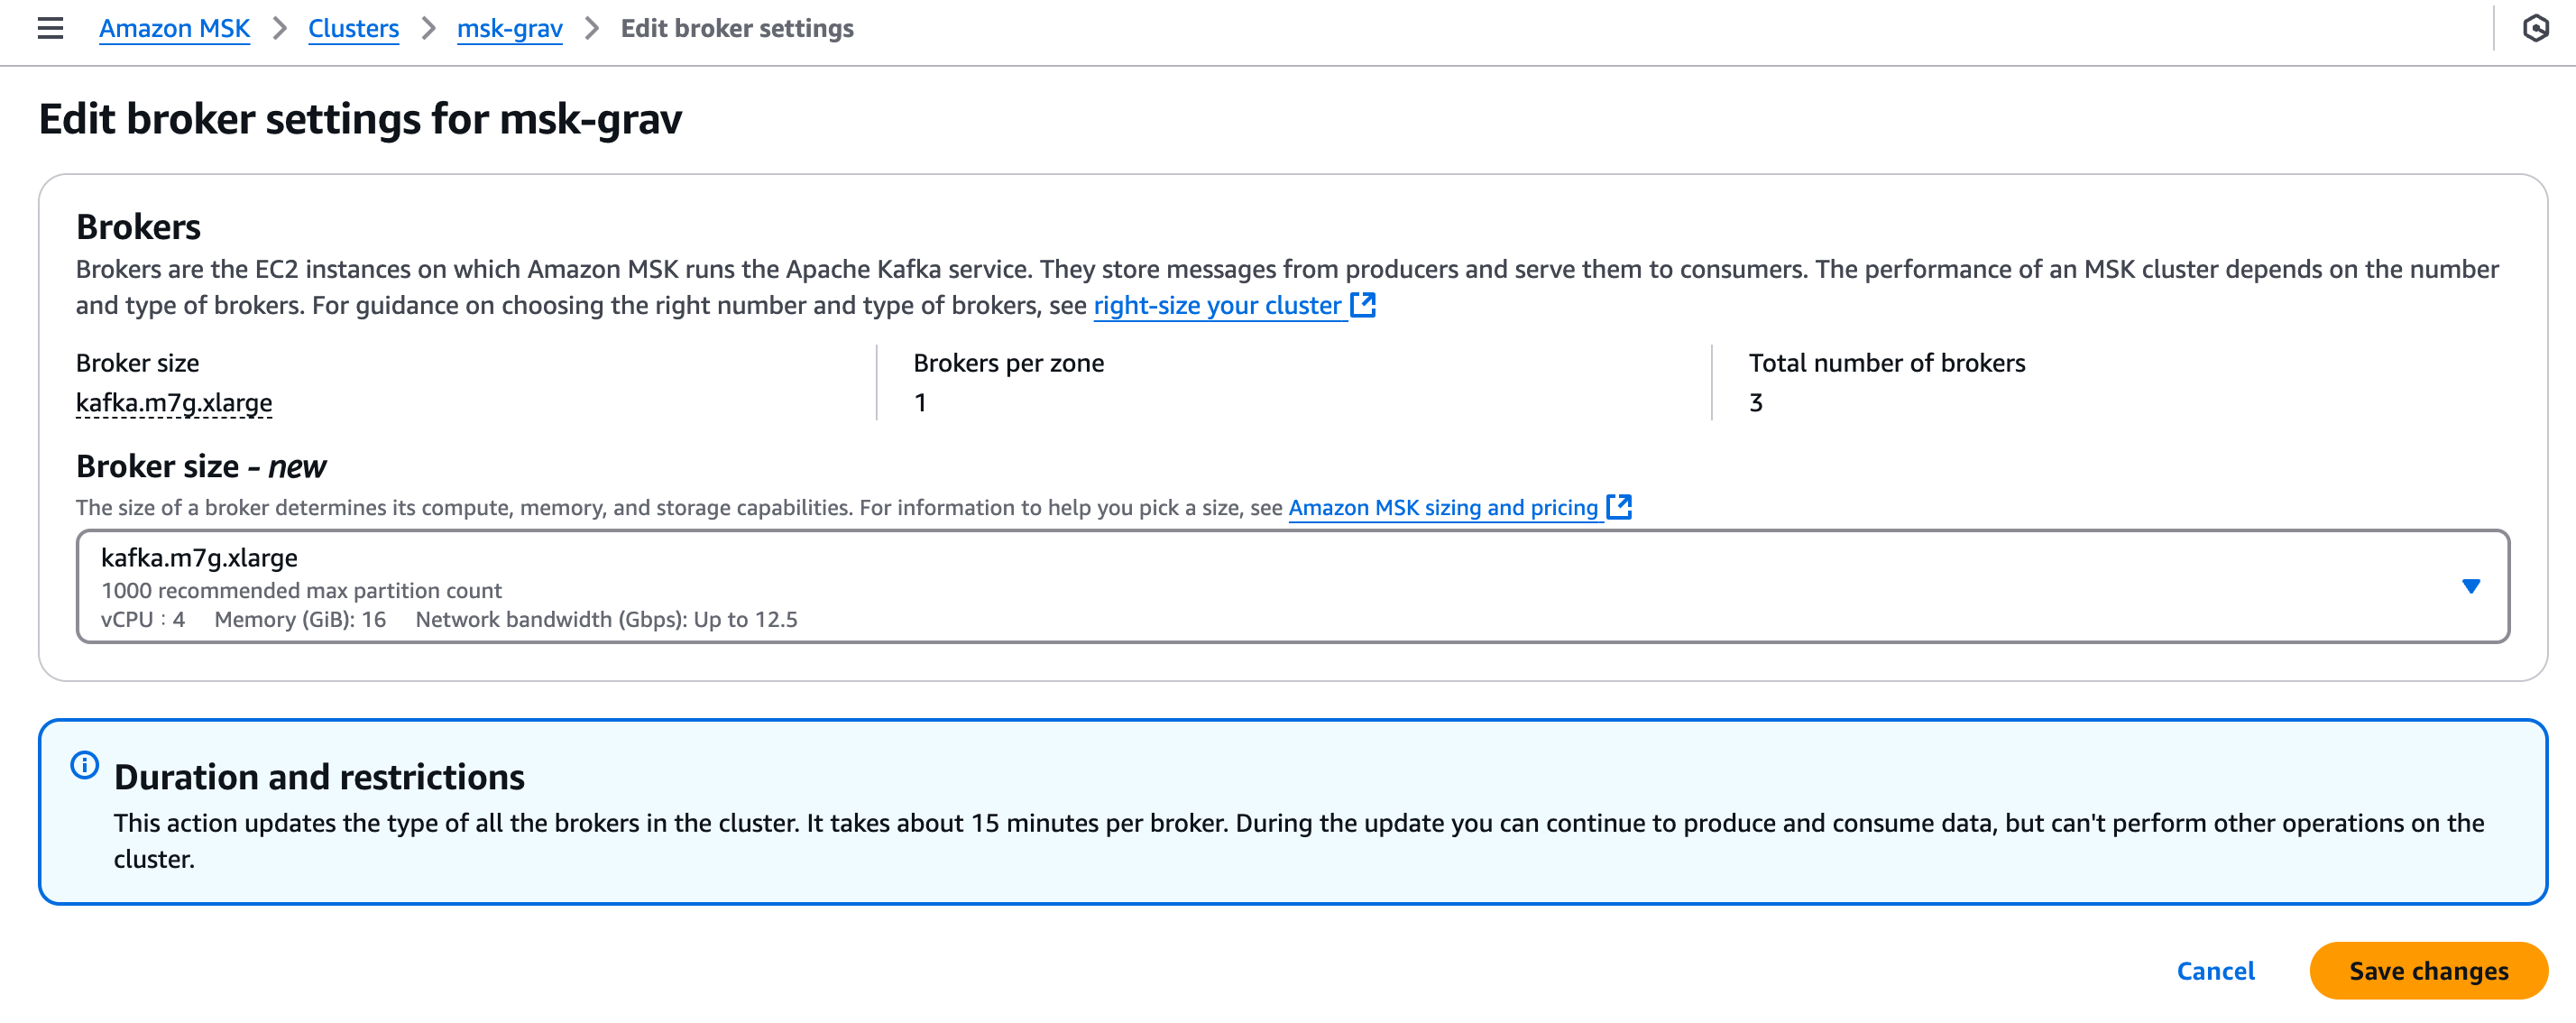 Amazon MSK > Clusters > msk-grav > Edit broker settings
Edit broker settings for msk-grav
Brokers
Brokers are the EC2 instances on which Amazon MSK runs the Apache Kafka service. They store messages from producers and serve them to consumers. The performance of an MSK cluster depends on the number
and type of brokers. For guidance on choosing the right number and type of brokers, see right-size your cluster
Broker size
kafka.m7g.xlarge
Brokers per zone
1
Total number of brokers
3
Broker size - new
The size of a broker determines its compute, memory, and storage capabilities. For information to help you pick a size, see Amazon MSK sizing and pricing
kafka.m7g.xlarge
1000 recommended max partition count
vCPU : 4 Memory (GiB): 16 Network bandwidth (Gbps): Up to 12.5
Duration and restrictions
This action updates the type of all the brokers in the cluster. It takes about 15 minutes per broker. During the update you can continue to produce and consume data, but can't perform other operations on the
cluster.
Cancel
Save changes